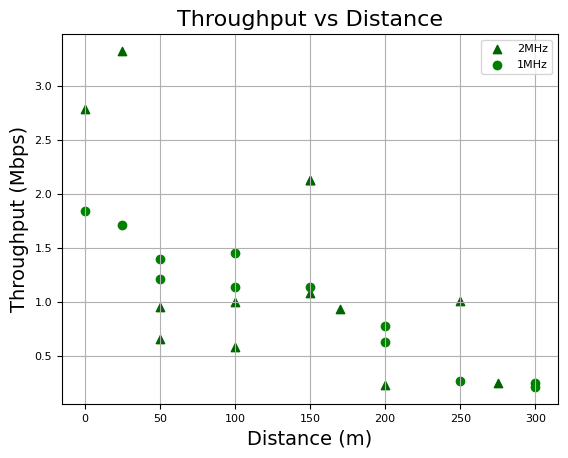 Throughput vs Distance
2MHz
1MHz
Throughput (Mbps)
3.0
2.5
2.0
1.5
1.0
0.5
0 50 100 150 200 250 300
Distance (m)